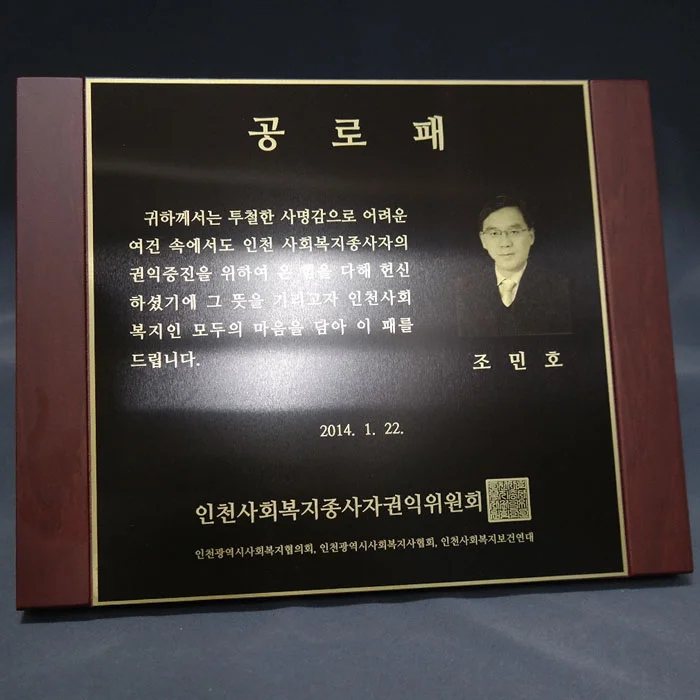 공 로 패
귀하께서는 투철한 사명감으로 어려운
여건 속에서도 인천 사회복지종사자의
권익증진을 위하여 온 힘을 다해 헌신
하셨기에 그 뜻을 기리고자 인천사회
복지인 모두의 마음을 담아 이 패를
드립니다.
조 민 호
2014. 1. 22.
인천사회복지종사자권익위원회
인천광역시사회복지협의회, 인천광역시사회복지사협회, 인천사회복지보건연대